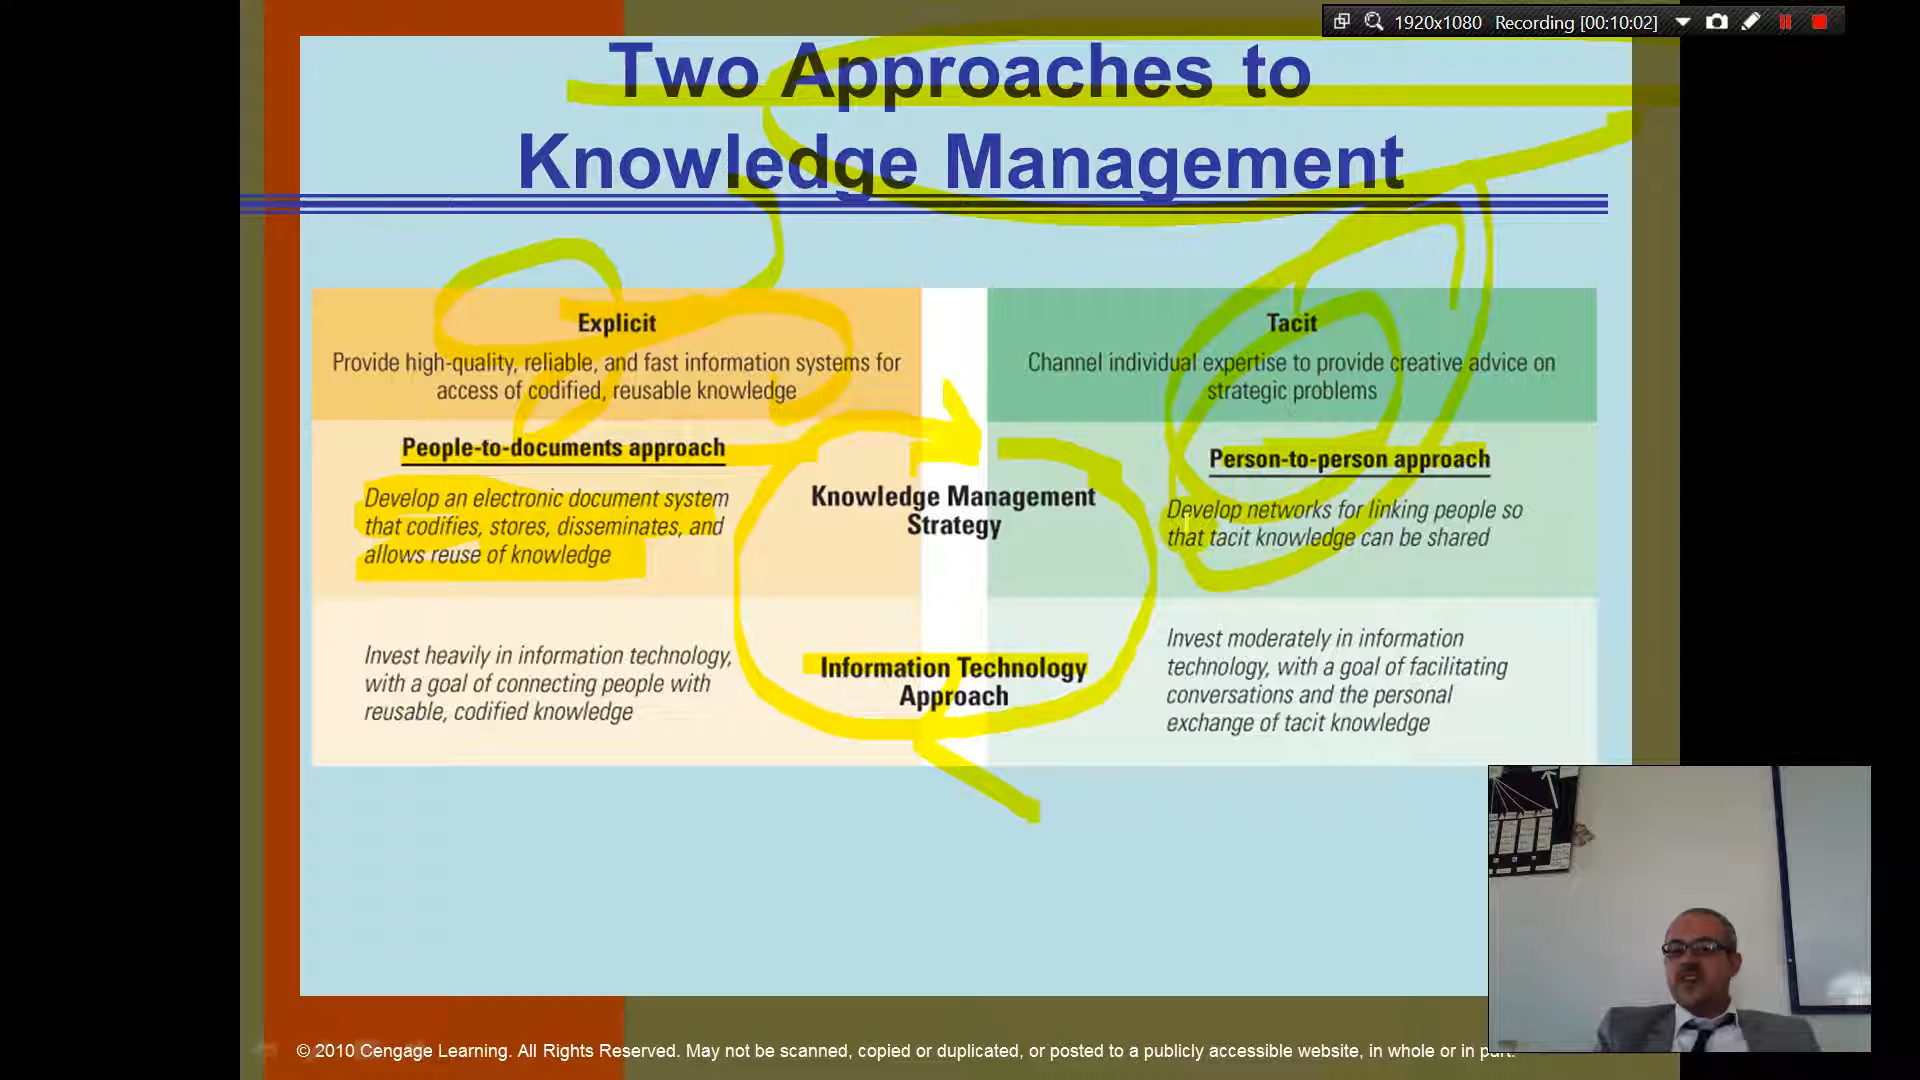 1920x1080 Recording [00:10:02]
Two Approaches to
Knowledge Management
Explicit
Provide high-quality, reliable, and fast information systems for
access of codified, reusable knowledge
Tacit
Channel individual expertise to provide creative advice on
strategic problems
People-to-documents approach
Develop an electronic document system
that codifies, stores, disseminates, and
allows reuse of knowledge
Knowledge Management
Strategy
Person-to-person approach
Develop networks for linking people so
that tacit knowledge can be shared
Invest heavily in information technology,
with a goal of connecting people with
reusable, codified knowledge
Information Technology
Approach
Invest moderately in information
technology, with a goal of facilitating
conversations and the personal
exchange of tacit knowledge
© 2010 Cengage Learning. All Rights Reserved. May not be scanned, copied or duplicated, or posted to a publicly accessible website, in whole or in part.